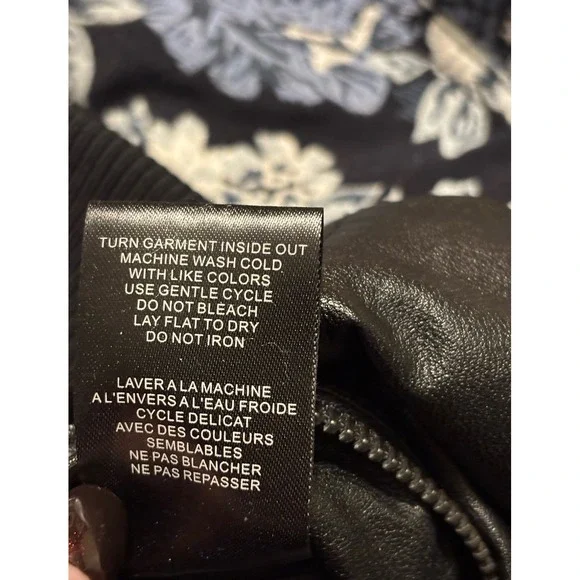 TURN GARMENT INSIDE OUT
MACHINE WASH COLD
WITH LIKE COLORS
USE GENTLE CYCLE
DO NOT BLEACH
LAY FLAT TO DRY
DO NOT IRON
LAVER A LA MACHINE
A L'ENVERS A L'EAU FROIDE
CYCLE DELICAT
AVEC DES COULEURS
SEMBLABLES
NE PAS BLANCHER
NE PAS REPASSER